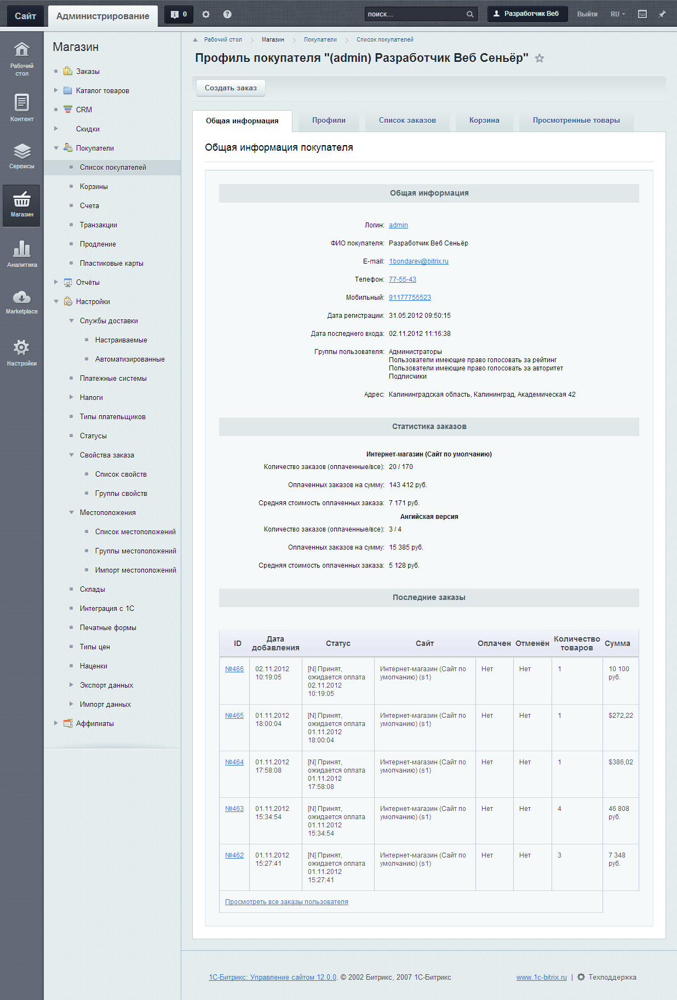 Сайт
Администрирование
0
поиск...
Разработчик Веб
Выйти
RU
Рабочий стол
Контент
Сервисы
Магазин
Аналитика
Marketplace
Настройки
Магазин
Заказы
Каталог товаров
CRM
Скидки
Покупатели
Список покупателей
Корзины
Счета
Транзакции
Продление
Пластиковые карты
Отчёты
Настройки
Службы доставки
Настраиваемые
Автоматизированные
Платежные системы
Налоги
Типы плательщиков
Статусы
Свойства заказа
Список свойств
Группы свойств
Местоположения
Список местоположений
Группы местоположений
Импорт местоположений
Склады
Интеграция с 1С
Печатные формы
Типы цен
Наценки
Экспорт данных
Импорт данных
Аффилиаты
Рабочий стол Магазин Покупатели Список покупателей
Профиль покупателя "(admin) Разработчик Веб Сеньёр"
Создать заказ
Общая информация Профили Список заказов Корзина Просмотренные товары
Общая информация покупателя
Общая информация
Логин: admin
ФИО покупателя: Разработчик Веб Сеньёр
E-mail: 1bondarev@bitrix.ru
Телефон: 77-55-43
Мобильный: 91177755523
Дата регистрации: 31.05.2012 09:50:15
Дата последнего входа: 02.11.2012 11:16:38
Группы пользователя: Администраторы
Пользователи имеющие право голосовать за рейтинг
Пользователи имеющие право голосовать за авторитет
Подписчики
Адрес: Калининградская область, Калининград, Академическая 42
Статистика заказов
Интернет-магазин (Сайт по умолчанию)
Количество заказов (оплаченные/все): 20 / 170
Оплаченных заказов на сумму: 143 412 руб.
Средняя стоимость оплаченных заказа: 7 171 руб.
Ангийская версия
Количество заказов (оплаченные/все): 3 / 4
Оплаченных заказов на сумму: 15 385 руб.
Средняя стоимость оплаченных заказа: 5 128 руб.
Последние заказы
ID Дата добавления Статус Сайт Оплачен Отменён Количество товаров Сумма
№466 02.11.2012 10:19:05 [N] Принят, ожидается оплата 02.11.2012 10:19:05 Интернет-магазин (Сайт по умолчанию) (s1) Нет Нет 1 10 100 руб.
№465 01.11.2012 18:00:04 [N] Принят, ожидается оплата 01.11.2012 18:00:04 Интернет-магазин (Сайт по умолчанию) (s1) Нет Нет 1 $272,22
№464 01.11.2012 17:58:08 [N] Принят, ожидается оплата 01.11.2012 17:58:08 Интернет-магазин (Сайт по умолчанию) (s1) Нет Нет 1 $386,02
№463 01.11.2012 15:34:54 [N] Принят, ожидается оплата 01.11.2012 15:34:54 Интернет-магазин (Сайт по умолчанию) (s1) Нет Нет 4 46 808 руб.
№462 01.11.2012 15:27:41 [N] Принят, ожидается оплата 01.11.2012 15:27:41 Интернет-магазин (Сайт по умолчанию) (s1) Нет Нет 3 7 348 руб.
Просмотреть все заказы пользователя
1С-Битрикс: Управление сайтом 12.0.0. © 2002 Битрикс, 2007 1С-Битрикс
www.1c-bitrix.ru | Техподдержка